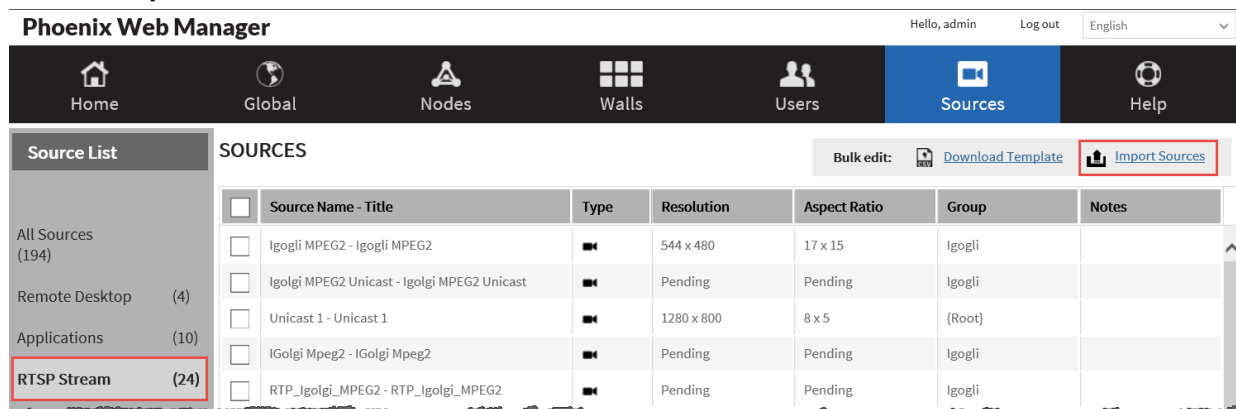 Phoenix Web Manager
Hello, admin Log out English
Home Global Nodes Walls Users Sources Help
Source List
SOURCES
Bulk edit: CSV Download Template Import Sources
Source Name - Title Type Resolution Aspect Ratio Group Notes
All Sources
(194)
Igogli MPEG2 - Igogli MPEG2 544 x 480 17 x 15 Igogli
Igolgi MPEG2 Unicast - Igolgi MPEG2 Unicast Pending Pending Igogli
Remote Desktop (4)
Unicast 1 - Unicast 1 1280 x 800 8 x 5 {Root}
Applications (10)
IGolgi Mpeg2 - IGolgi Mpeg2 Pending Pending Igogli
RTSP Stream (24)
RTP_Igolgi_MPEG2 - RTP_Igolgi_MPEG2 Pending Pending Igogli